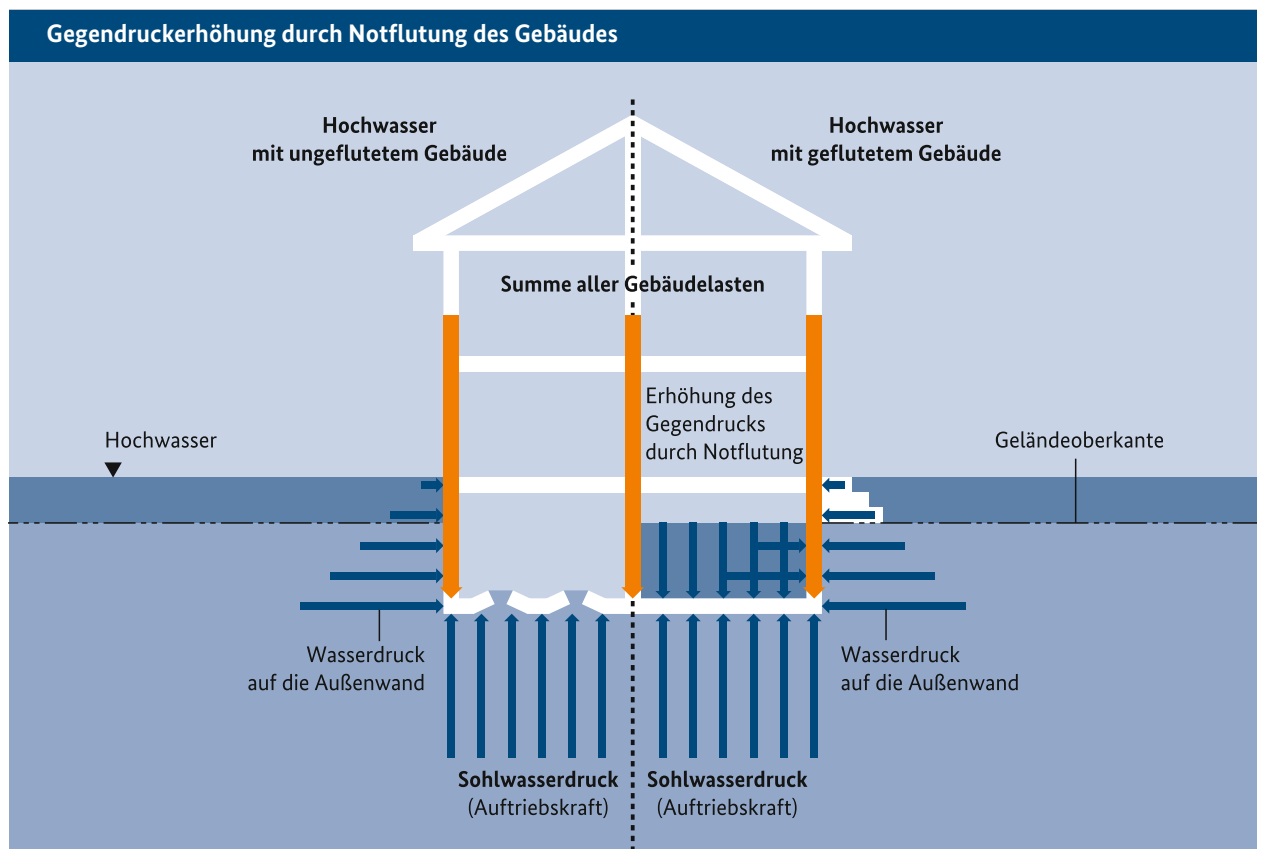 Gegendruckerhöhung durch Notflutung des Gebäudes
Hochwasser
mit ungeflutetem Gebäude
Hochwasser
mit geflutetem Gebäude
Summe aller Gebäudelasten
Erhöhung des
Gegendrucks
durch Notflutung
Hochwasser
Geländeoberkante
Wasserdruck
auf die Außenwand
Wasserdruck
auf die Außenwand
Sohlwasserdruck
(Auftriebskraft)
Sohlwasserdruck
(Auftriebskraft)